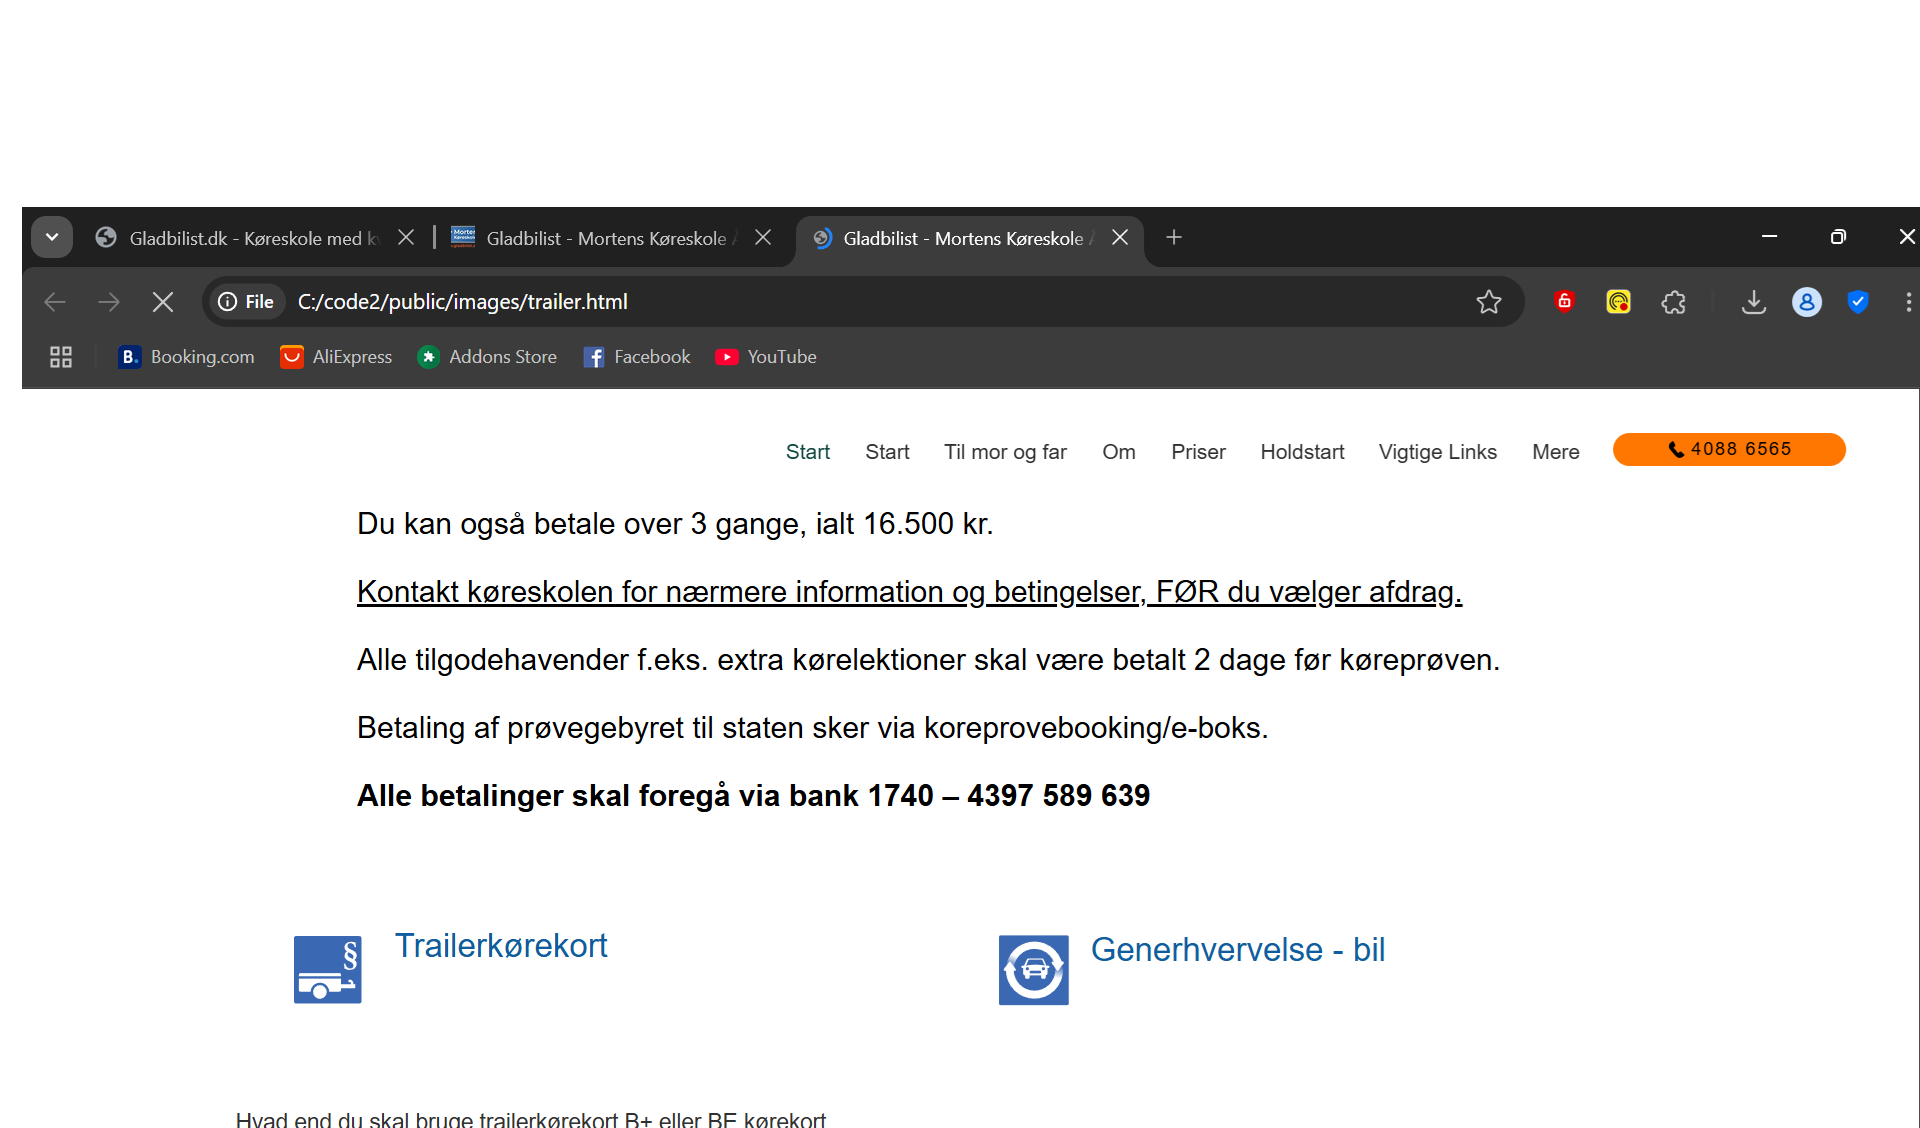 Gladbilist.dk - Køreskole med
Gladbilist - Mortens Køreskole
Gladbilist - Mortens Køreskole
File C:/code2/public/images/trailer.html
Booking.com AliExpress Addons Store Facebook YouTube
Start Start Til mor og far Om Priser Holdstart Vigtige Links Mere 4088 6565
Du kan også betale over 3 gange, ialt 16.500 kr.
Kontakt køreskolen for nærmere information og betingelser, FØR du vælger afdrag.
Alle tilgodehavender f.eks. extra kørelektioner skal være betalt 2 dage før køreprøven.
Betaling af prøvegebyret til staten sker via koreprovebooking/e-boks.
Alle betalinger skal foregå via bank 1740 – 4397 589 639
Trailerkørekort
Generhvervelse - bil
Hvad end du skal bruge trailerkørekort B+ eller BE kørekort